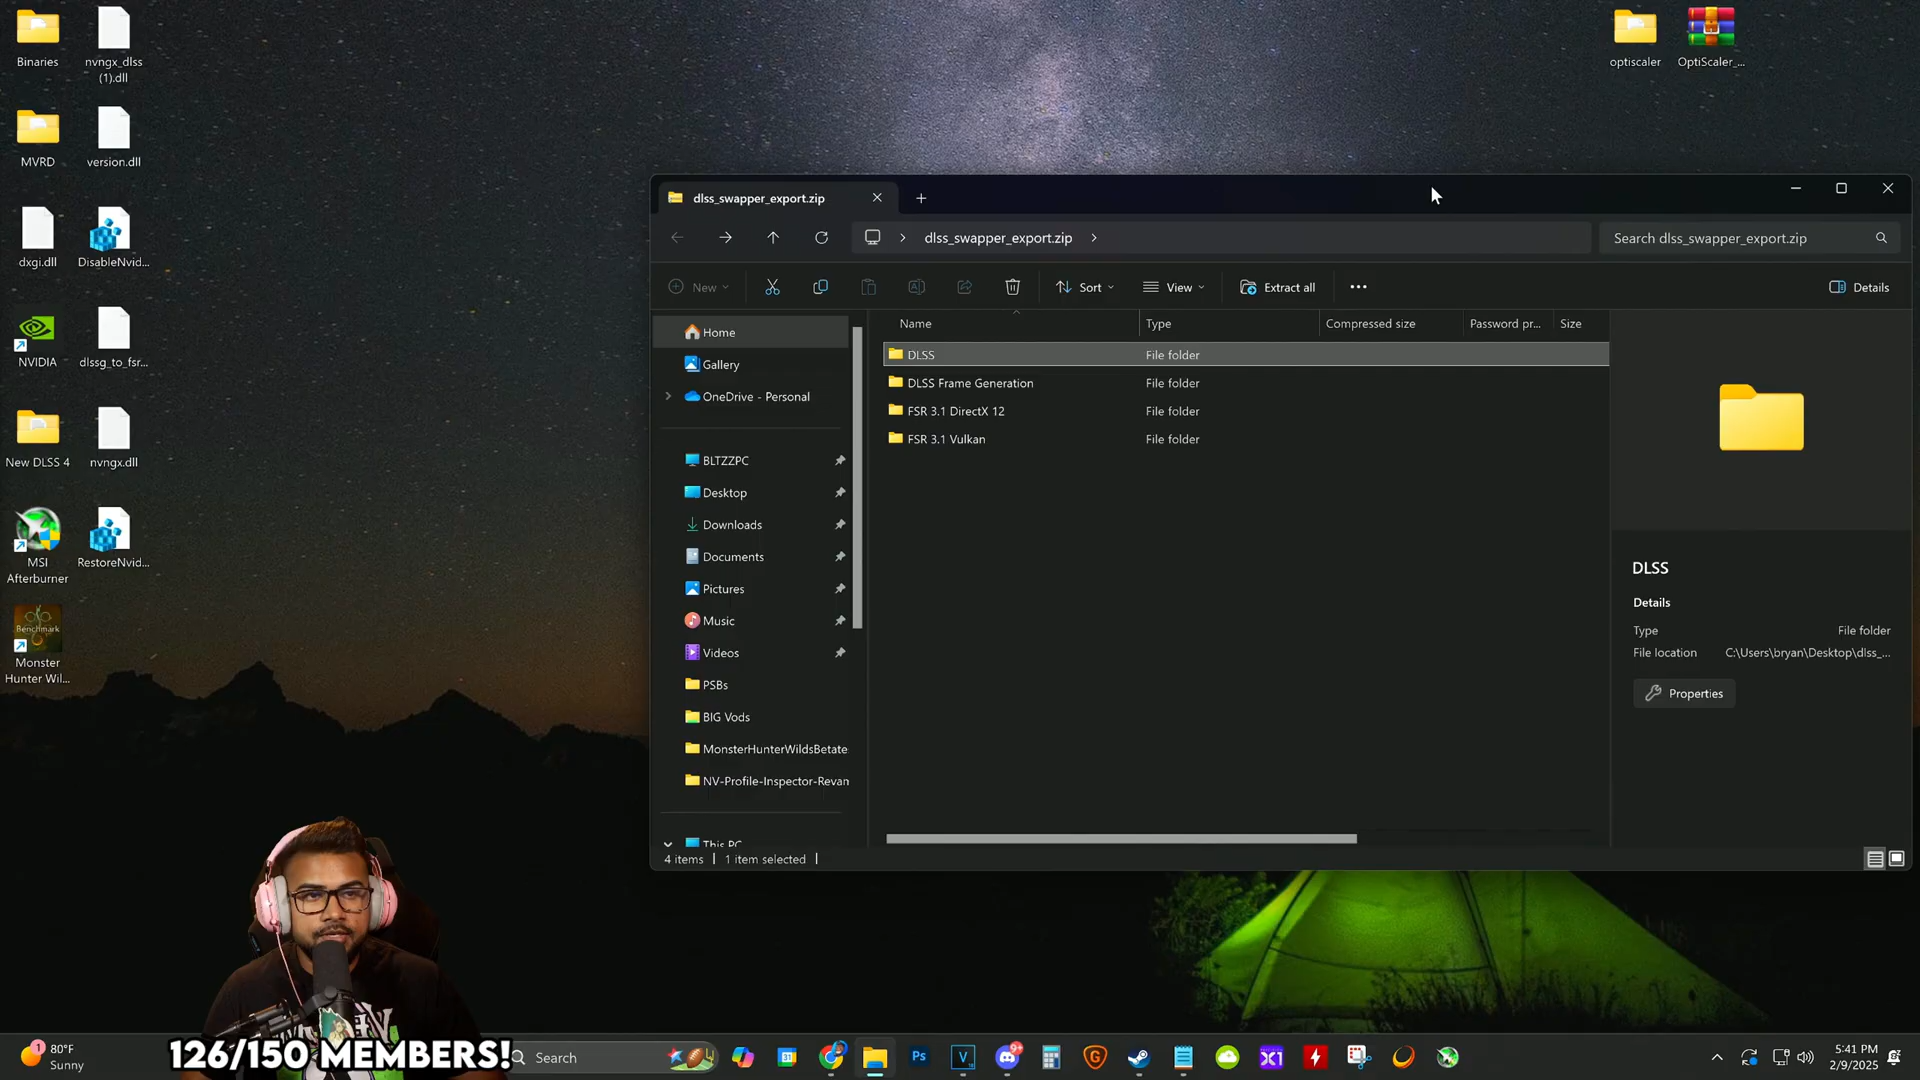 Binaries
nvngx_dlss
(1).dll
optiscaler
OptiScaler_...
MVRD
version.dll
dxgi.dll
DisableNvid...
NVIDIA
dlssg_to_fsr...
New DLSS 4
nvngx.dll
MSI
Afterburner
RestoreNvid...
Benchmark
Monster
Hunter Wil...
dlss_swapper_export.zip
dlss_swapper_export.zip
Search dlss_swapper_export.zip
New
Sort
View
Extract all
Details
Home
Gallery
OneDrive - Personal
BLTZZPC
Desktop
Downloads
Documents
Pictures
Music
Videos
PSBs
BIG Vods
MonsterHunterWildsBetate
NV-Profile-Inspector-Revam
This PC
Name
Type
Compressed size
Password pr...
Size
DLSS
File folder
DLSS Frame Generation
File folder
FSR 3.1 DirectX 12
File folder
FSR 3.1 Vulkan
File folder
DLSS
Details
Type
File folder
File location
C:\Users\bryan\Desktop\dlss_...
Properties
4 items
1 item selected
126/150 MEMBERS!
1
80°F
Sunny
Search
Ps
V
9+
X1
5:41 PM
2/9/2025